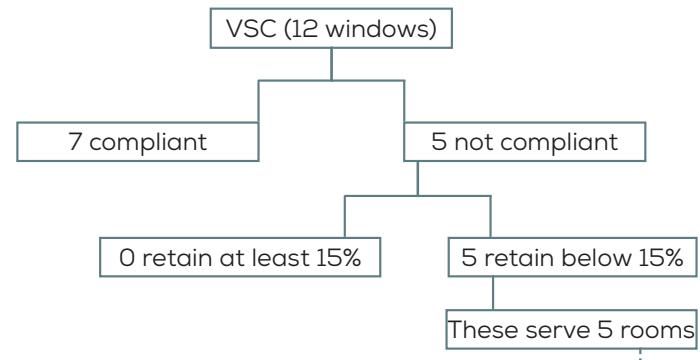 VSC (12 windows)
7 compliant
5 not compliant
0 retain at least 15%
5 retain below 15%
These serve 5 rooms